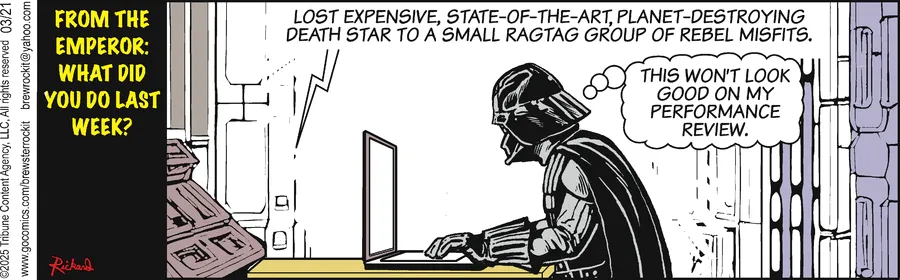 ©2025 Tribune Content Agency, LLC. All rights reserved 03/21
www.gocomics.com/brewsterrockit brewrockit@yahoo.com
FROM THE
EMPEROR:
WHAT DID
YOU DO LAST
WEEK?
Rickard
LOST EXPENSIVE, STATE-OF-THE-ART, PLANET-DESTROYING
DEATH STAR TO A SMALL RAGTAG GROUP OF REBEL MISFITS.
THIS WON'T LOOK
GOOD ON MY
PERFORMANCE
REVIEW.